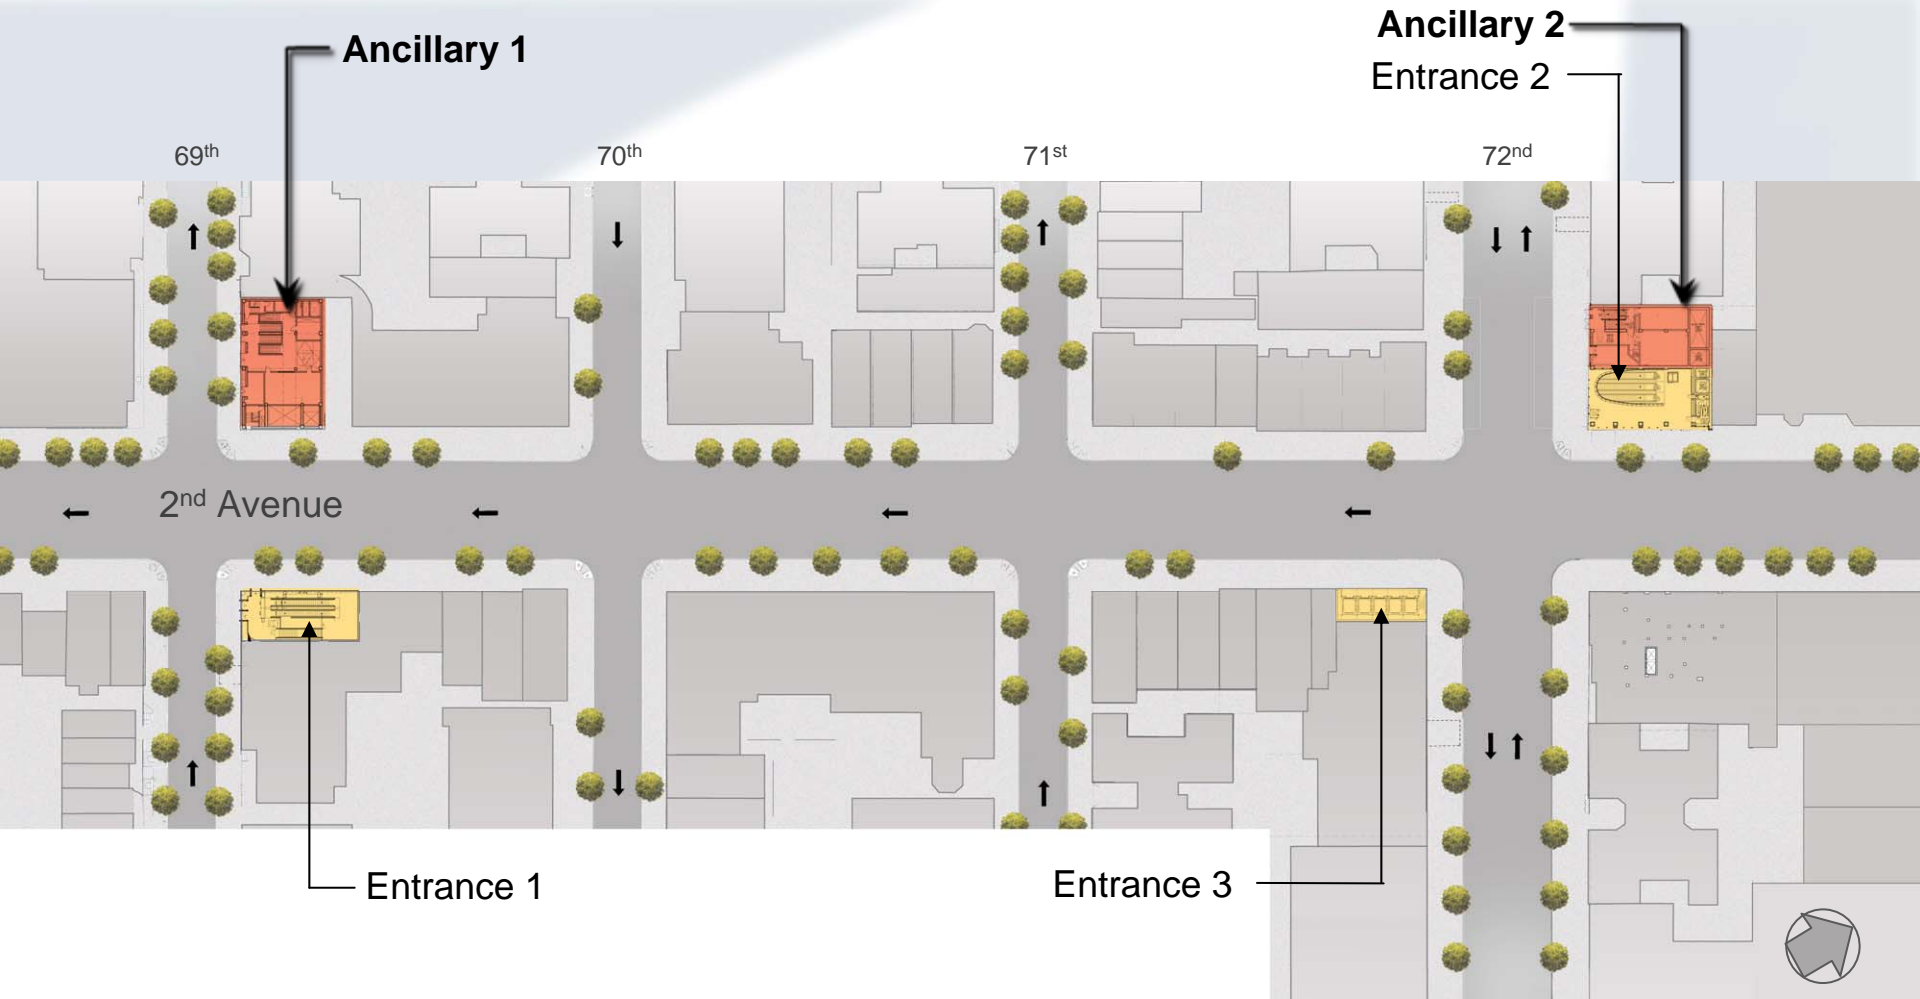 Ancillary 1
Ancillary 2
Entrance 2
69th
70th
71st
72nd
2nd Avenue
Entrance 1
Entrance 3